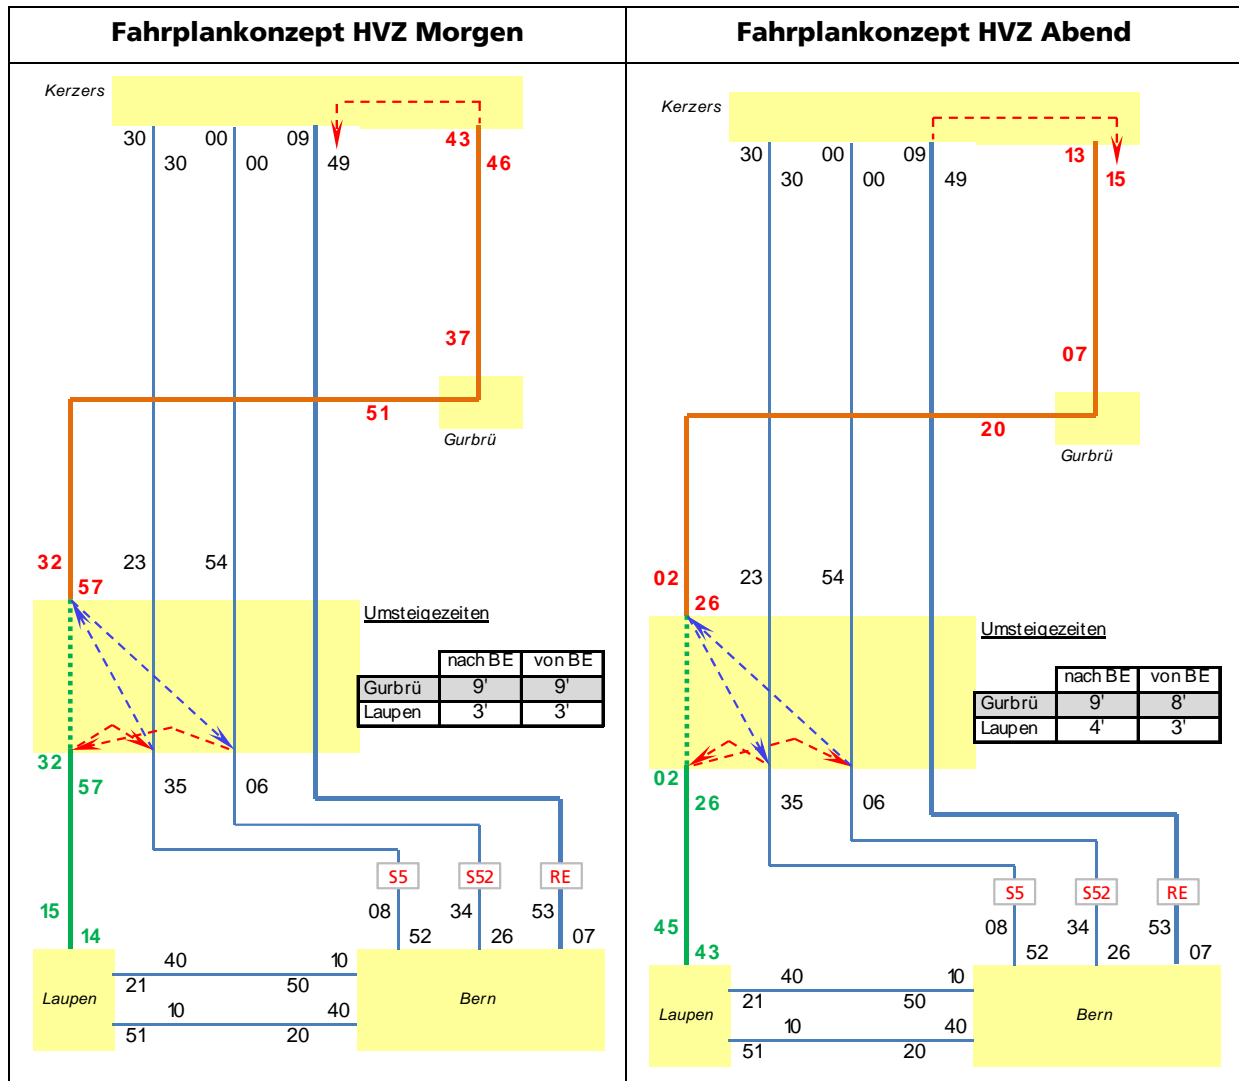 Fahrplankonzept HVZ Morgen
Kerzers
30 00 09 43
30 00 49 46
37
51
Gurbrü
32 23 54
57
Umsteigezeiten
nach BE von BE
Gurbrü 9' 9'
Laupen 3' 3'
32
57 35 06
S5 S52 RE
15 08 34 53
14 52 26 07
40 10
21 50
Laupen Bern
10 40
51 20
Fahrplankonzept HVZ Abend
Kerzers
30 00 09 13
30 00 49 15
07
20
Gurbrü
02 23 54
26
Umsteigezeiten
nach BE von BE
Gurbrü 9' 8'
Laupen 4' 3'
02
26 35 06
S5 S52 RE
45 08 34 53
43 52 26 07
40 10
21 50
Laupen Bern
10 40
51 20